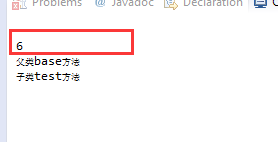 Problems @ Javadoc Declaration
6
父类base方法
子类test方法